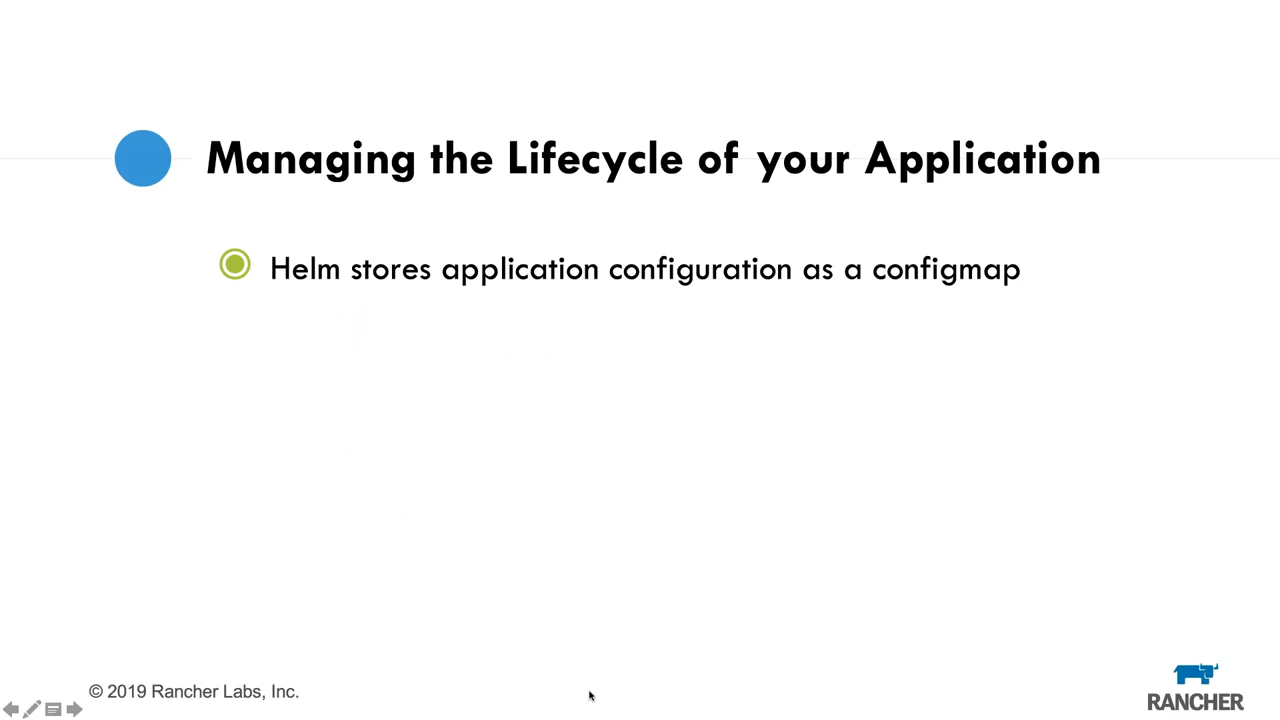 Managing the Lifecycle of your Application
Helm stores application configuration as a configmap
© 2019 Rancher Labs, Inc.
RANCHER